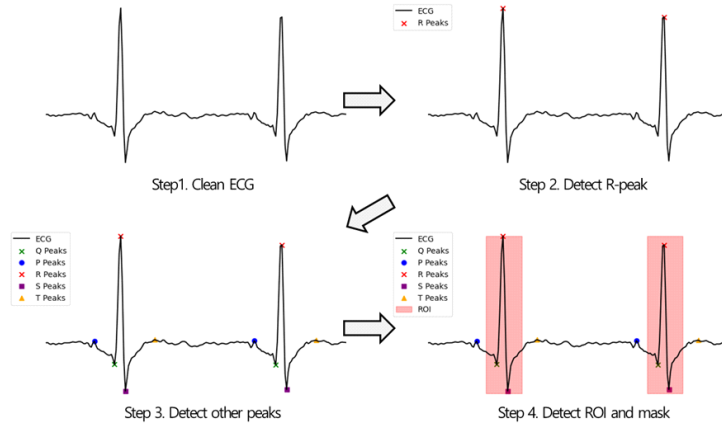 ECG
R Peaks
Step1. Clean ECG
Step 2. Detect R-peak
ECG
Q Peaks
P Peaks
R Peaks
S Peaks
T Peaks
Step 3. Detect other peaks
ECG
Q Peaks
P Peaks
R Peaks
S Peaks
T Peaks
ROI
Step 4. Detect ROI and mask